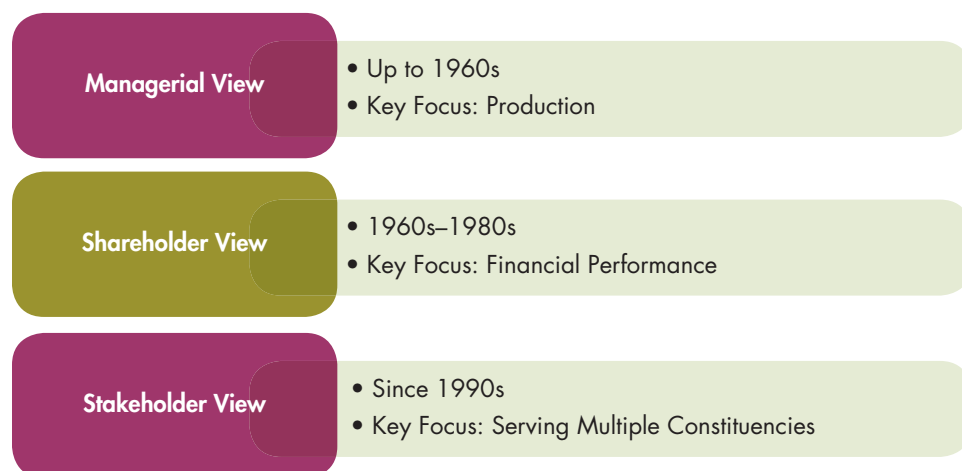 Managerial View
• Up to 1960s
• Key Focus: Production
Shareholder View
• 1960s–1980s
• Key Focus: Financial Performance
Stakeholder View
• Since 1990s
• Key Focus: Serving Multiple Constituencies